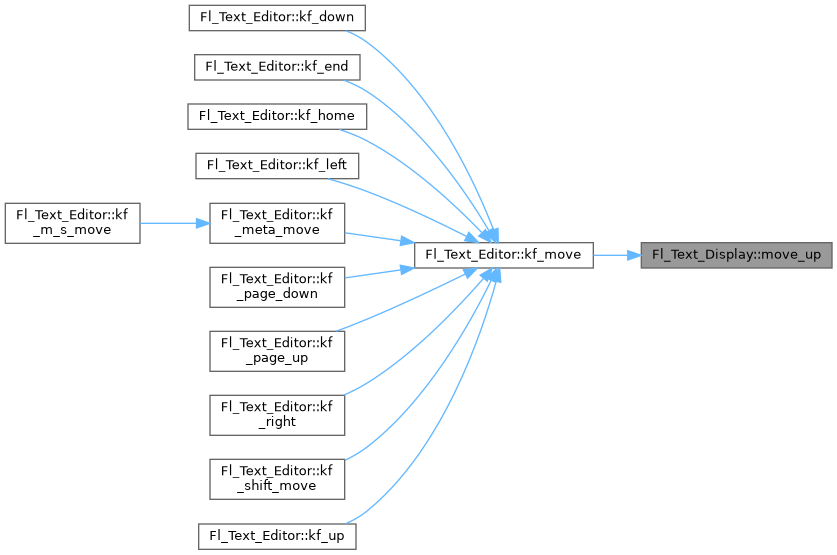 Fl_Text_Editor::kf_down
Fl_Text_Editor::kf_end
Fl_Text_Editor::kf_home
Fl_Text_Editor::kf_left
Fl_Text_Editor::kf
_m_s_move
Fl_Text_Editor::kf
_meta_move
Fl_Text_Editor::kf_move
Fl_Text_Display::move_up
Fl_Text_Editor::kf
_page_down
Fl_Text_Editor::kf
_page_up
Fl_Text_Editor::kf
_right
Fl_Text_Editor::kf
_shift_move
Fl_Text_Editor::kf_up